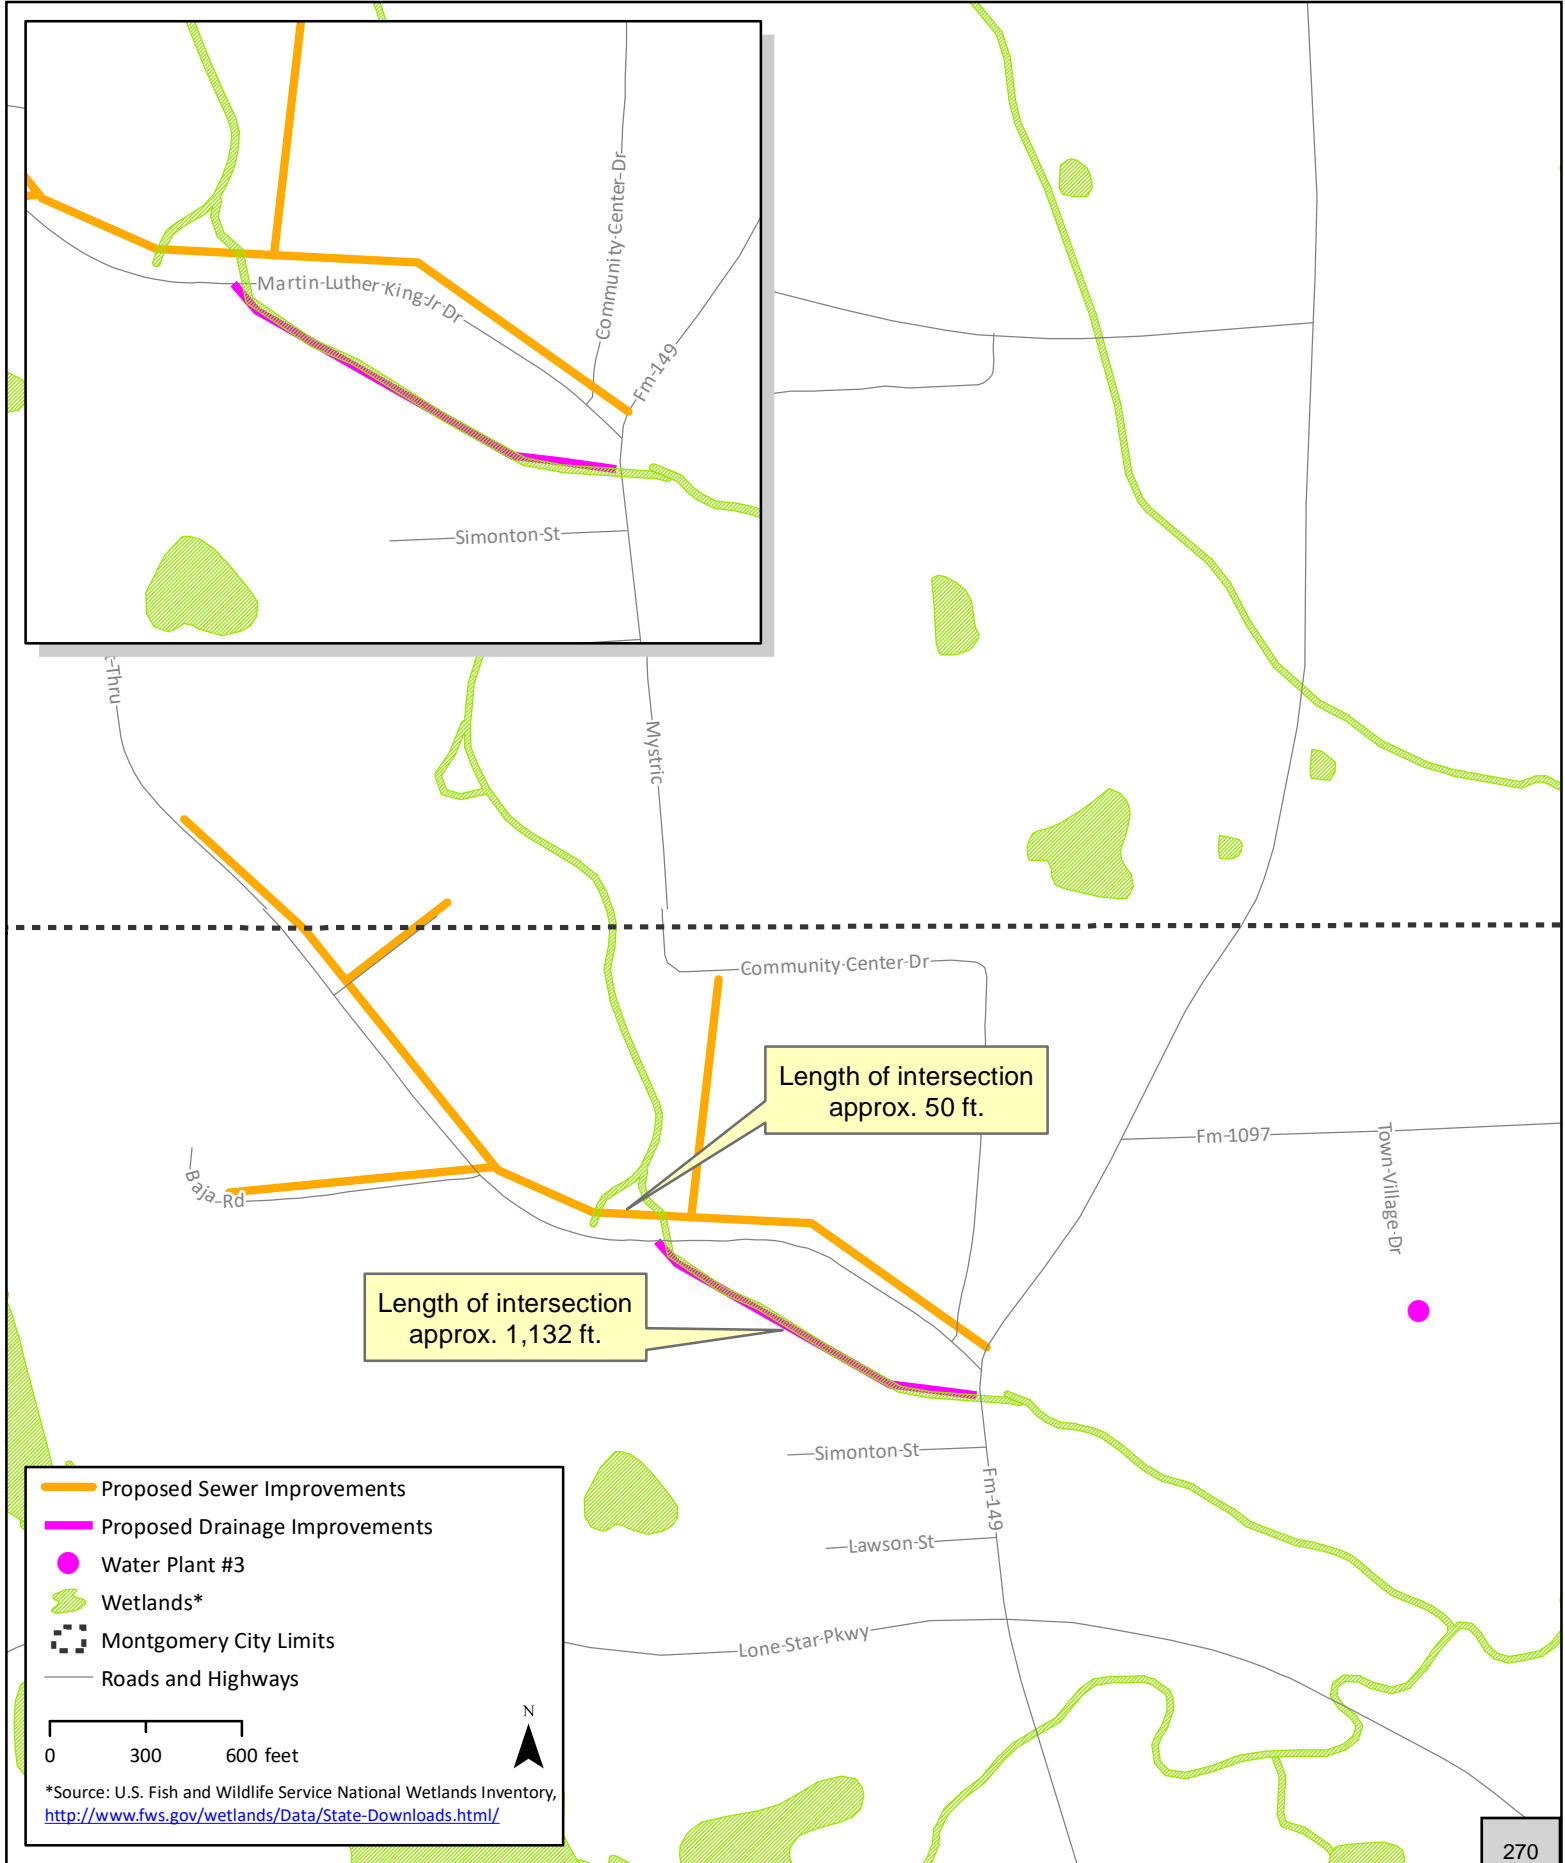 Community-Center-Dr
Martin-Luther-King-Jr-Dr
Fm-149
Simonton-St
t-Thru
Mystric
Community-Center-Dr
Length of intersection
approx. 50 ft.
Fm-1097
Town-Village-Dr
Baja-Rd
Length of intersection
approx. 1,132 ft.
Simonton-St
Fm-149
Lawson-St
Lone-Star-Pkwy
Proposed Sewer Improvements
Proposed Drainage Improvements
Water Plant #3
Wetlands*
Montgomery City Limits
Roads and Highways
N
0 300 600 feet
*Source: U.S. Fish and Wildlife Service National Wetlands Inventory,
http://www.fws.gov/wetlands/Data/State-Downloads.html/
270